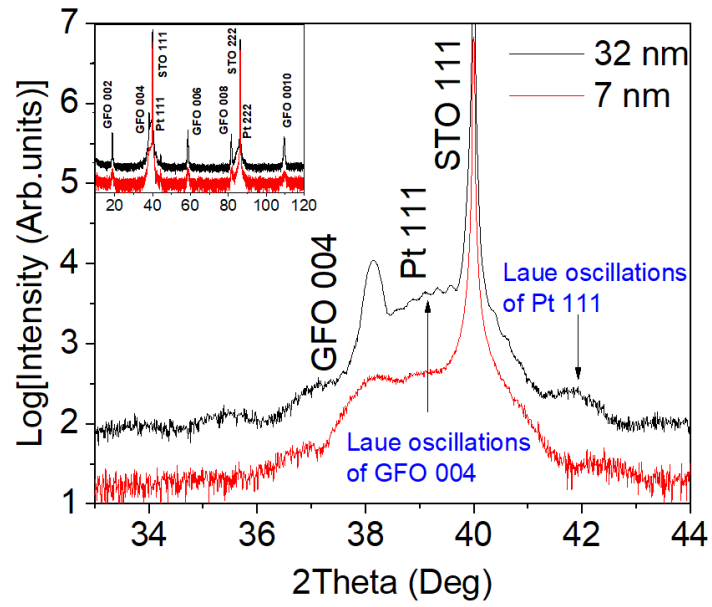 7
6
5
4
3
2
1
Log[Intensity (Arb.units)]
34
36
38
40
42
44
2Theta (Deg)
32 nm
7 nm
GFO 004
Pt 111
STO 111
Laue oscillations
of Pt 111
Laue oscillations
of GFO 004
GFO 002
GFO 004
STO 111
Pt 111
GFO 006
GFO 008
STO 222
Pt 222
GFO 0010
20
40
60
80
100
120